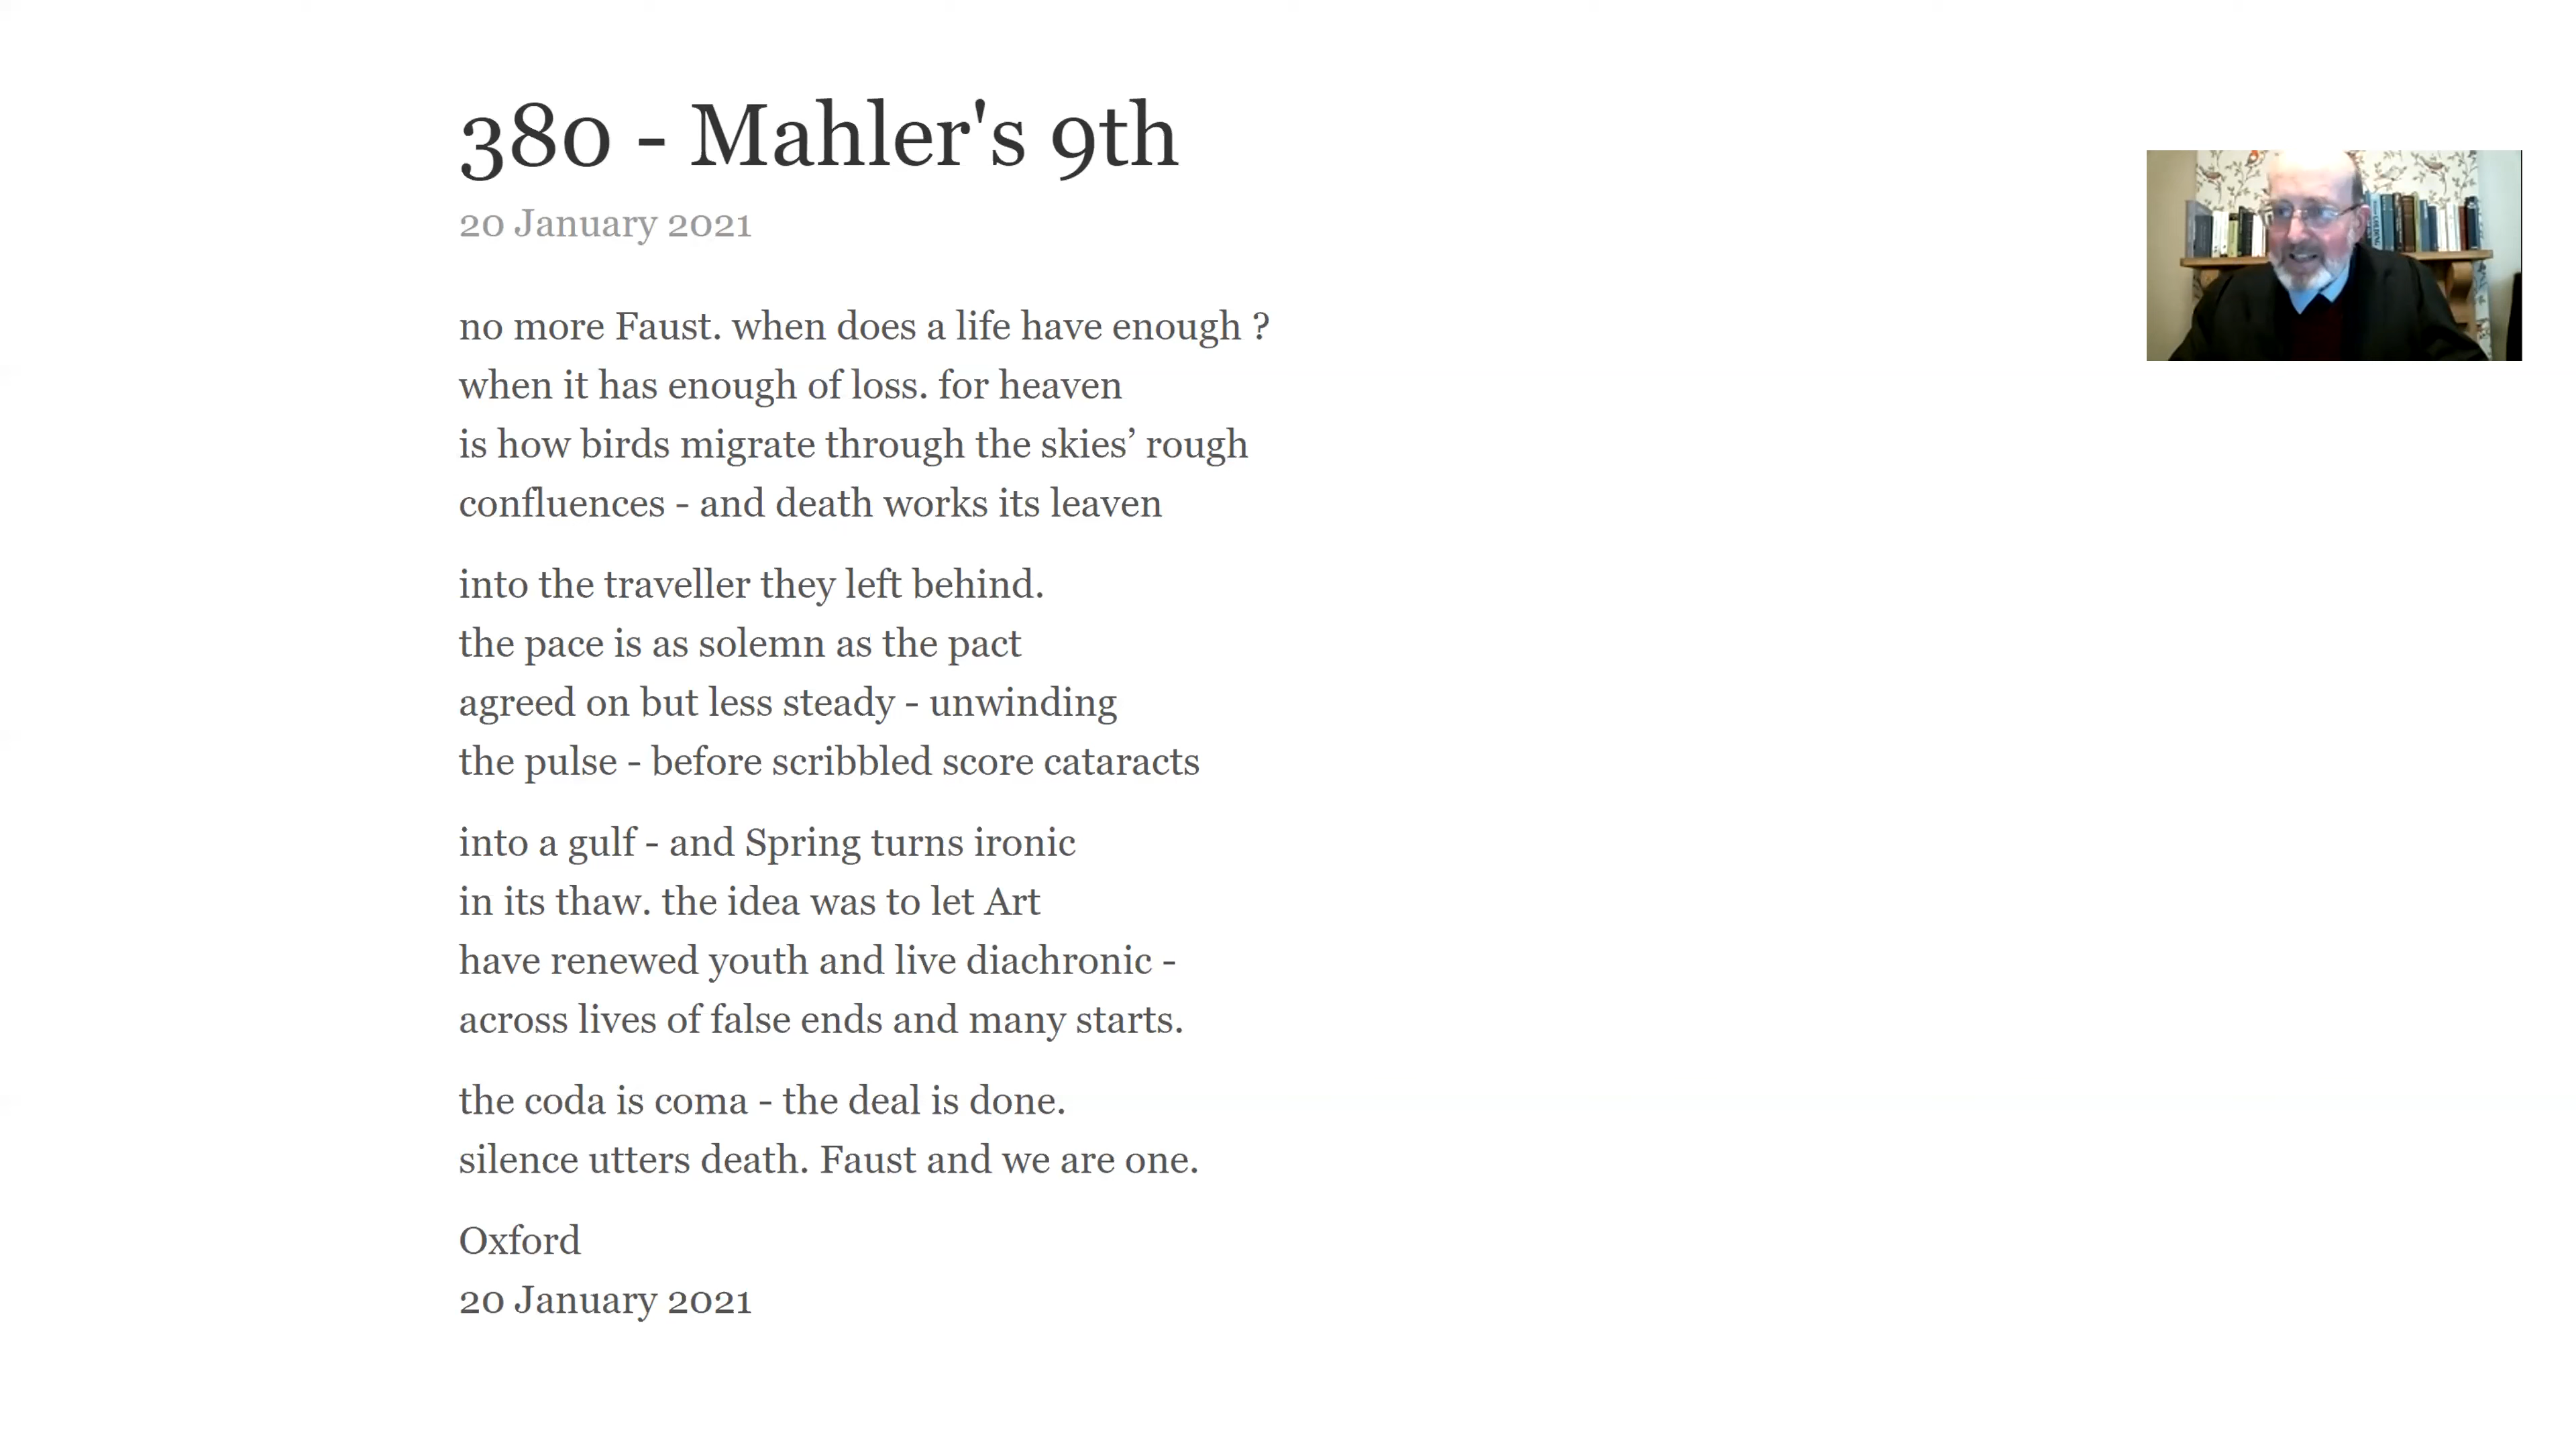 380 - Mahler's 9th
20 January 2021
no more Faust. when does a life have enough ?
when it has enough of loss. for heaven
is how birds migrate through the skies’ rough
confluences - and death works its leaven
into the traveller they left behind.
the pace is as solemn as the pact
agreed on but less steady - unwinding
the pulse - before scribbled score cataracts
into a gulf - and Spring turns ironic
in its thaw. the idea was to let Art
have renewed youth and live diachronic -
across lives of false ends and many starts.
the coda is coma - the deal is done.
silence utters death. Faust and we are one.
Oxford
20 January 2021